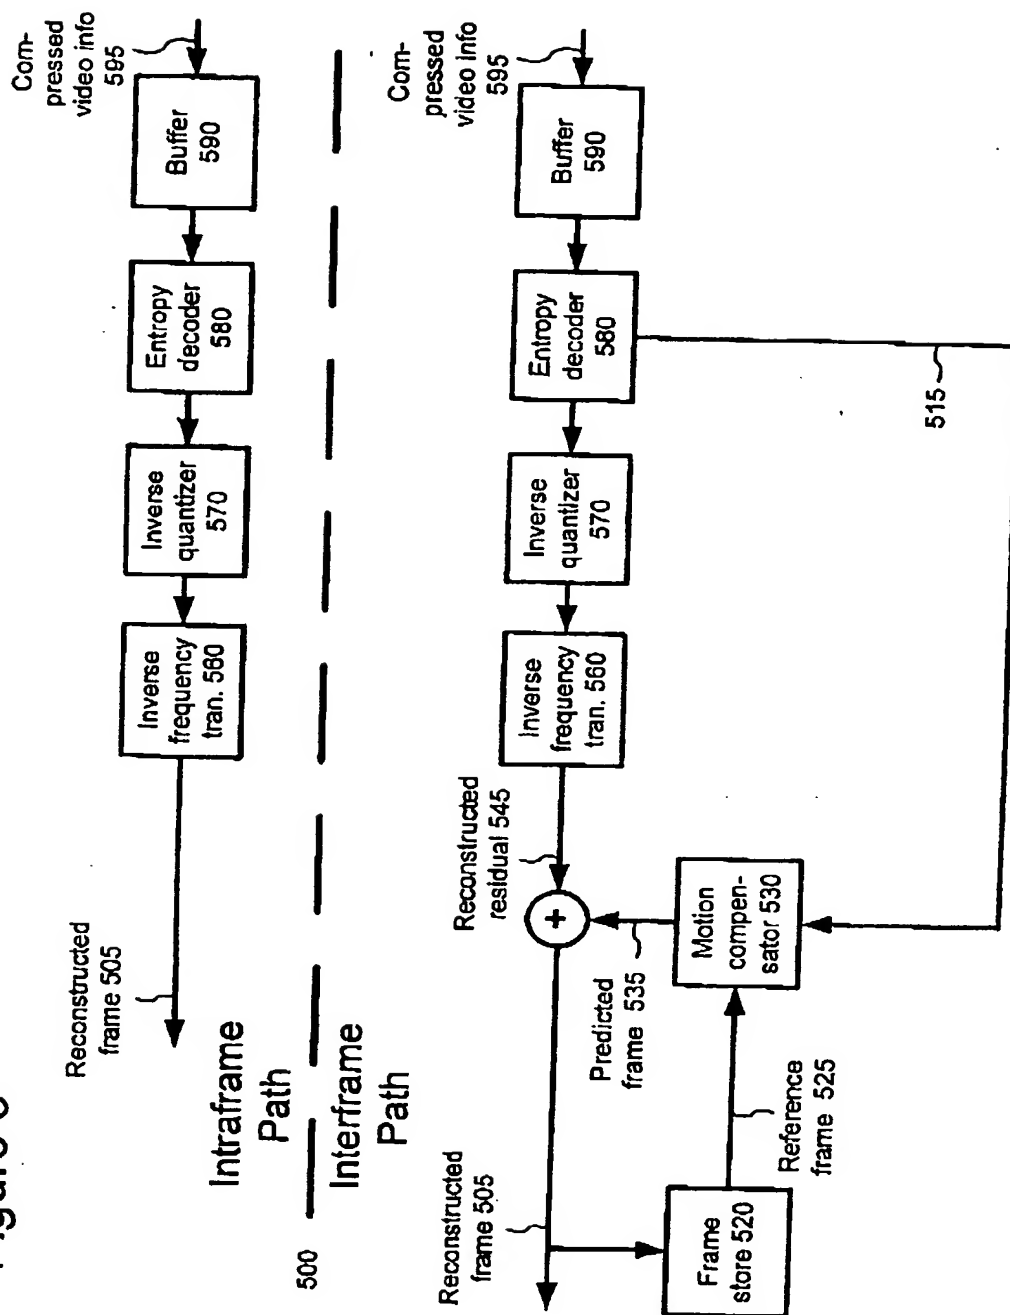 Figure
Reconstructed
frame 505
Inverse
frequency
tran. 560
Inverse
quantizer
570
Entropy
decoder
580
Buffer
590
Com-
pressed
video info
595
Intraframe
Path
500
Interframe
Path
Reconstructed
frame 505
Reconstructed
residual 545
+
Inverse
frequency
tran. 560
Inverse
quantizer
570
Entropy
decoder
580
Buffer
590
Com-
pressed
video info
595
Predicted
frame 535
Frame
store 520
Reference
frame 525
Motion
compen-
sator 530
515